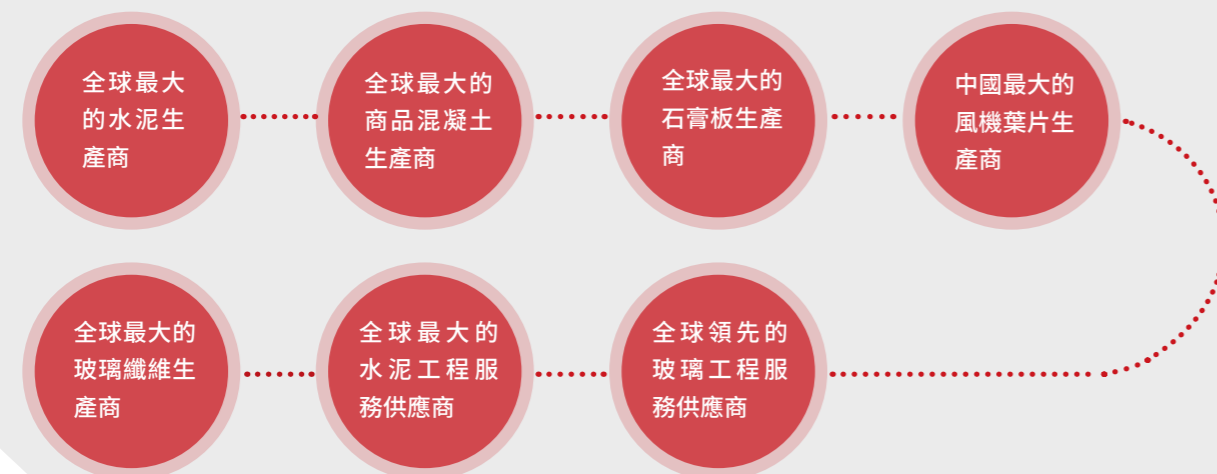 全球最大
的水泥生
產商
全球最大的
商品混凝土
生產商
全球最大的
石膏板生產
商
中國最大的
風機葉片生
產商
全球最大的
玻璃纖維生
產商
全球最大的
水泥工程服
務供應商
全球領先的
玻璃工程服
務供應商